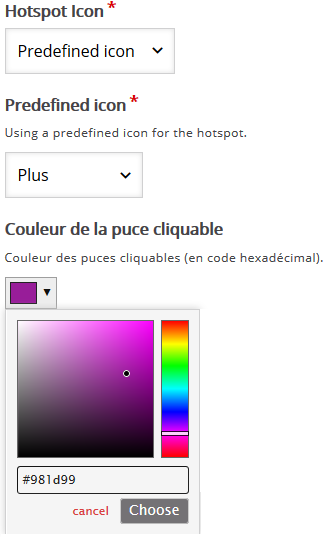 Hotspot Icon *
Predefined icon
Predefined icon *
Using a predefined icon for the hotspot.
Plus
Couleur de la puce cliquable
Couleur des puces cliquables (en code hexadécimal).
#981d99
cancel Choose